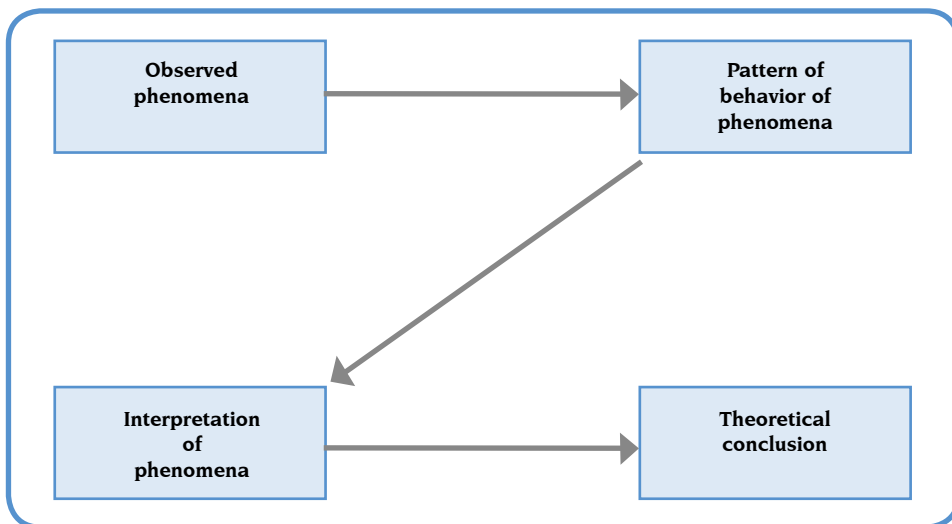 Observed
phenomena
Pattern of
behavior of
phenomena
Interpretation
of
phenomena
Theoretical
conclusion